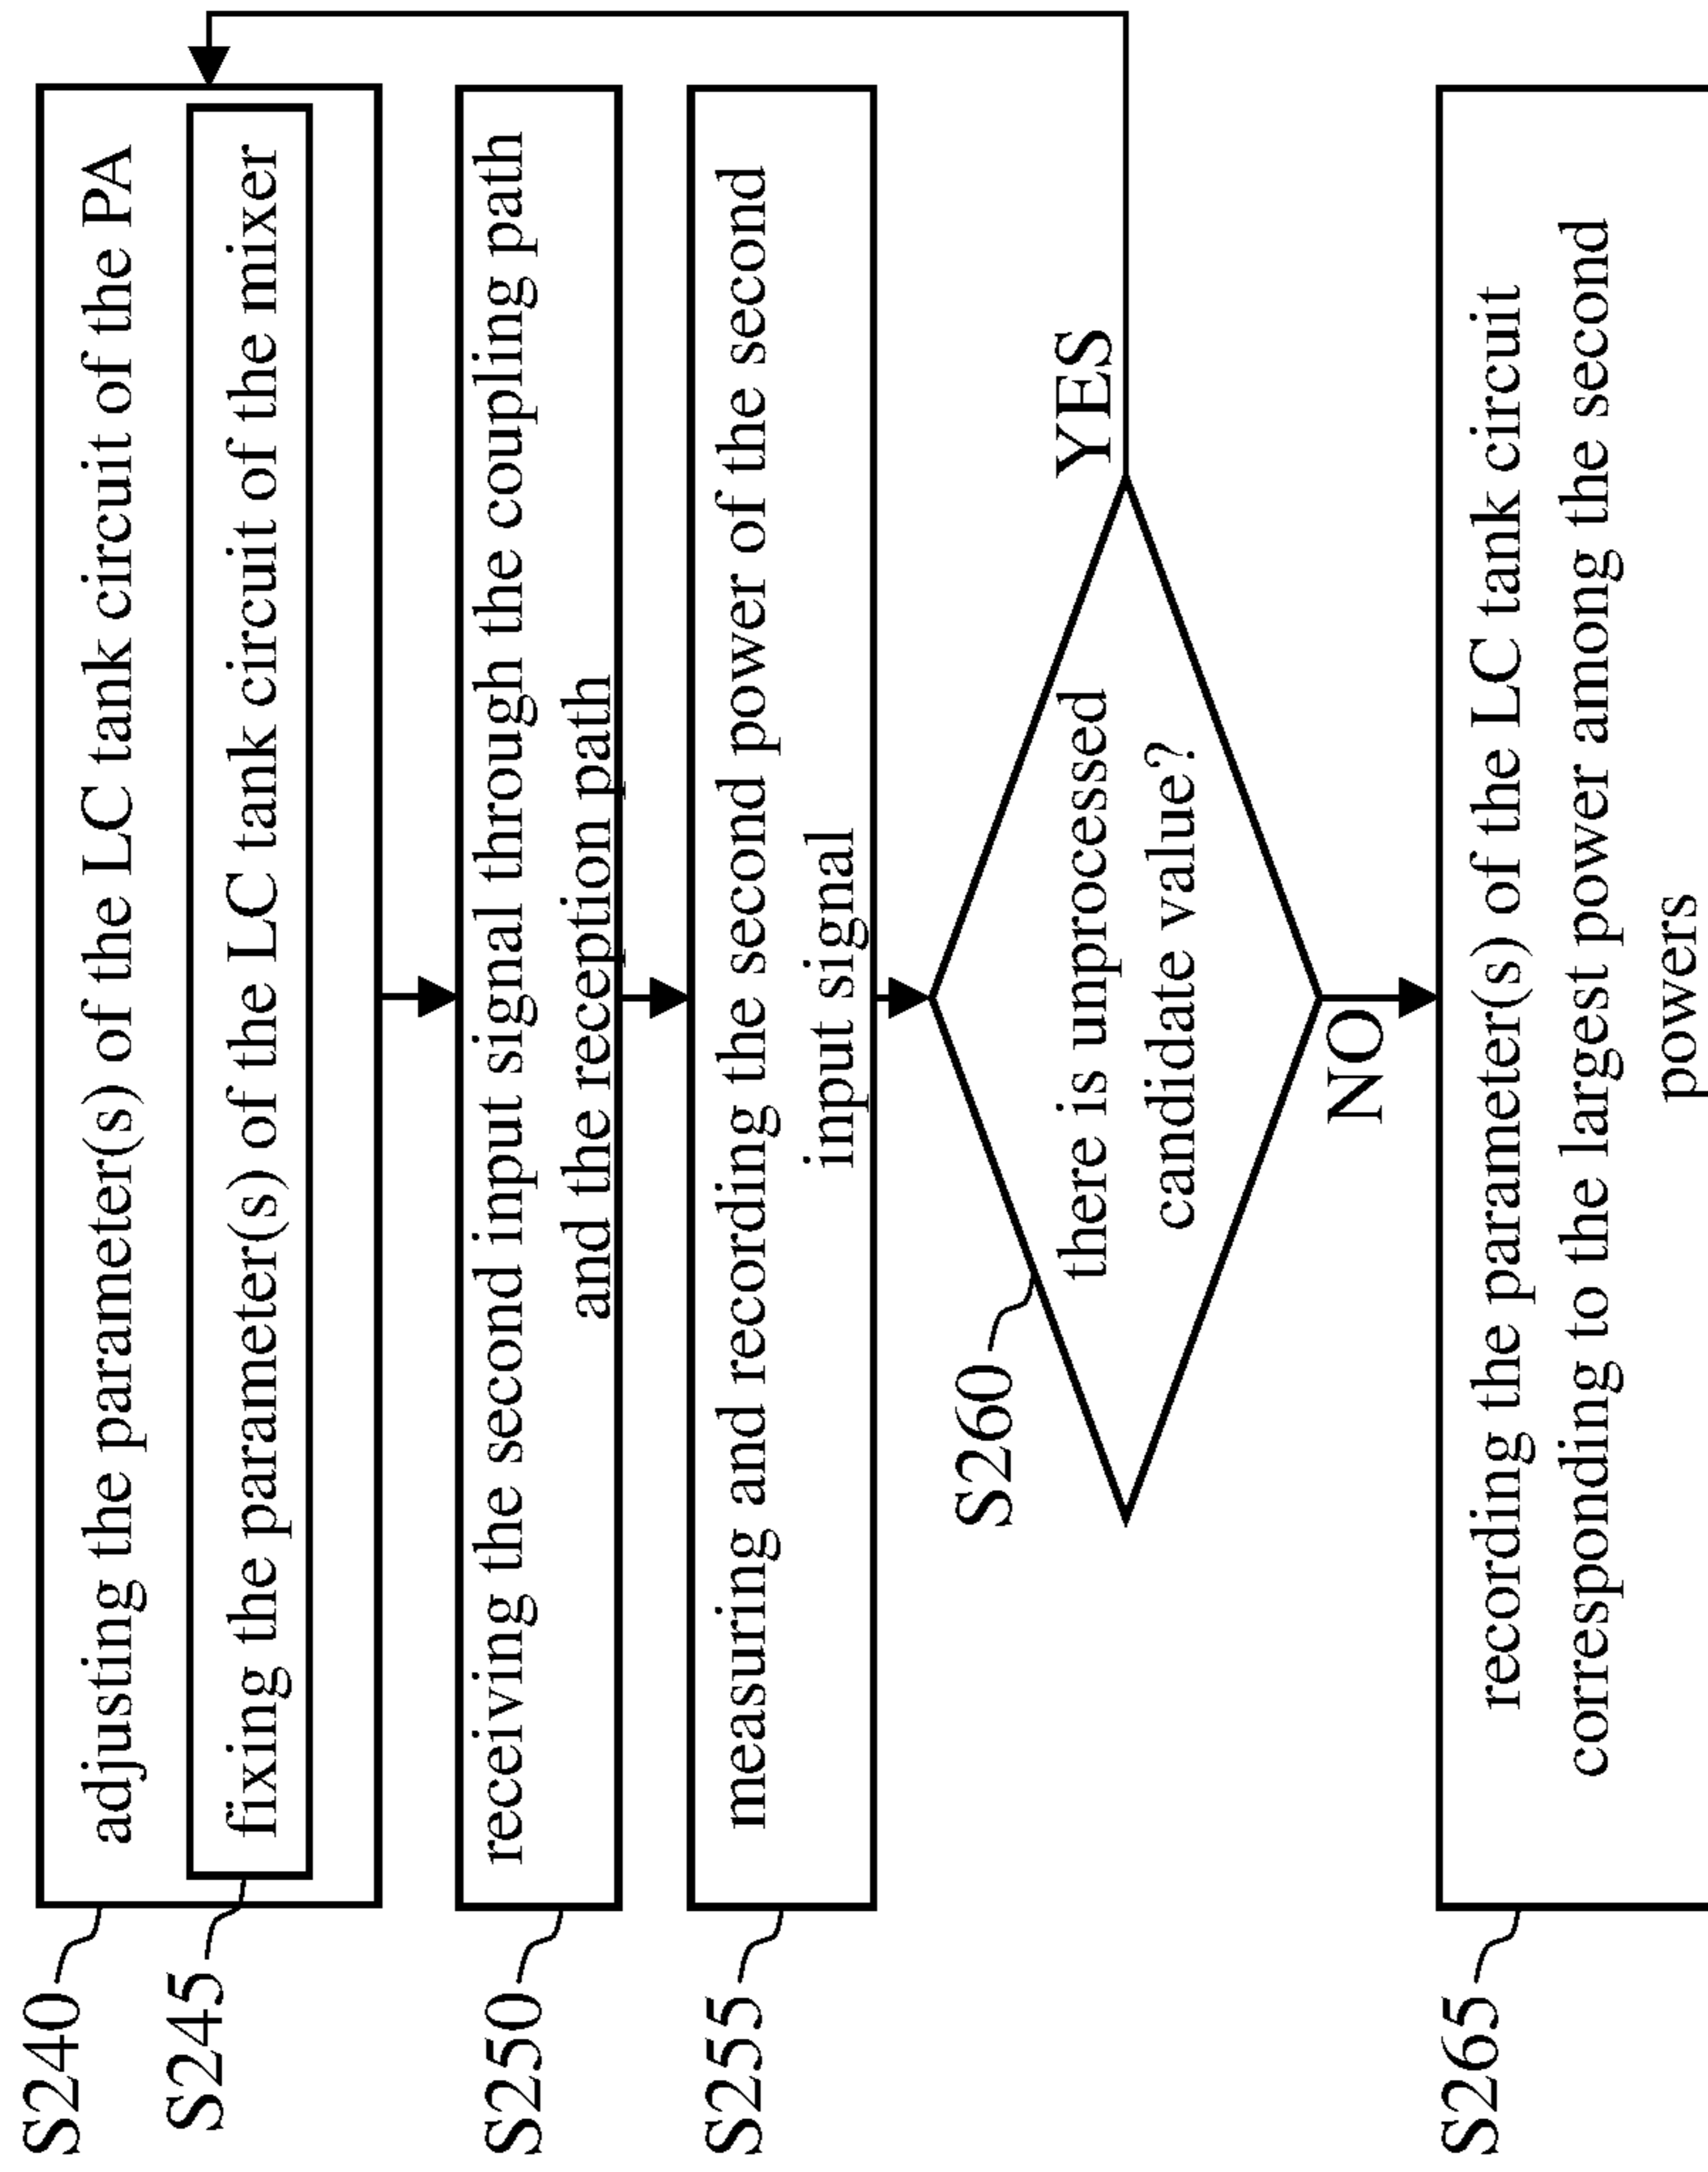 S240
adjusting the parameter(s) of the LC tank circuit of the PA
S245
fixing the parameter(s) of the LC tank circuit of the mixer
S250
receiving the second input signal through the coupling path
and the reception path
S255
measuring and recording the second power of the second
input signal
S260
there is unprocessed
candidate value?
YES
NO
S265
recording the parameter(s) of the LC tank circuit
corresponding to the largest power among the second
powers